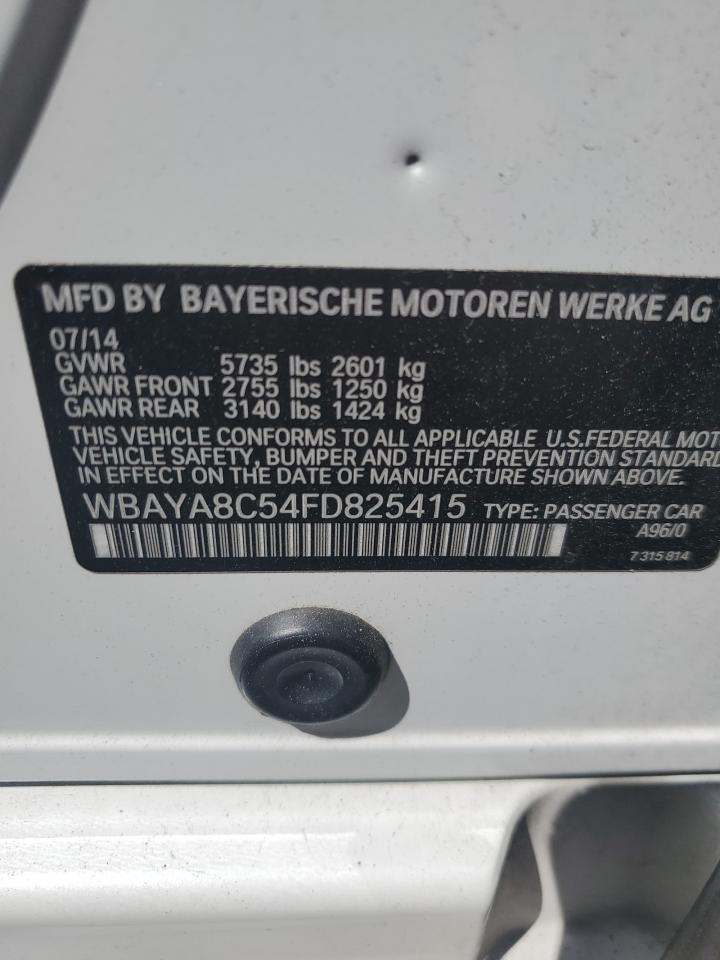 MFD BY BAYERISCHE MOTOREN WERKE AG
07/14
GVWR 5735 lbs 2601 kg
GAWR FRONT 2755 lbs 1250 kg
GAWR REAR 3140 lbs 1424 kg
THIS VEHICLE CONFORMS TO ALL APPLICABLE U.S.FEDERAL MOT
VEHICLE SAFETY, BUMPER AND THEFT PREVENTION STANDARD
IN EFFECT ON THE DATE OF MANUFACTURE SHOWN ABOVE.
WBAYA8C54FD825415 TYPE: PASSENGER CAR
A96/0
7 315 814